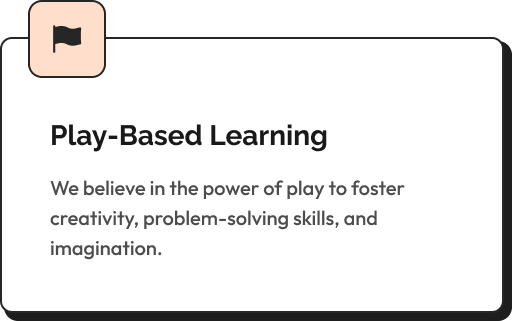 Play-Based Learning
We believe in the power of play to foster
creativity, problem-solving skills, and
imagination.